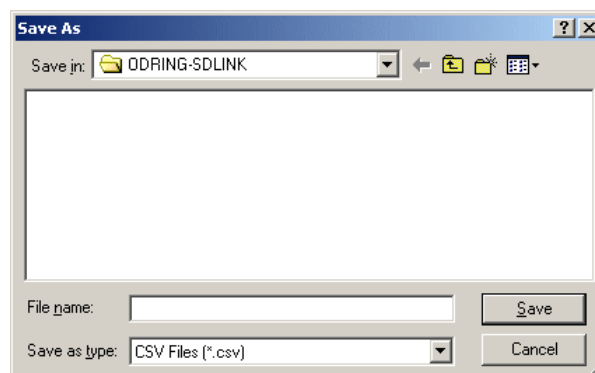 Save As
Save in: ODRING-SDLINK
File name:
Save
Save as type: CSV Files (*.csv)
Cancel